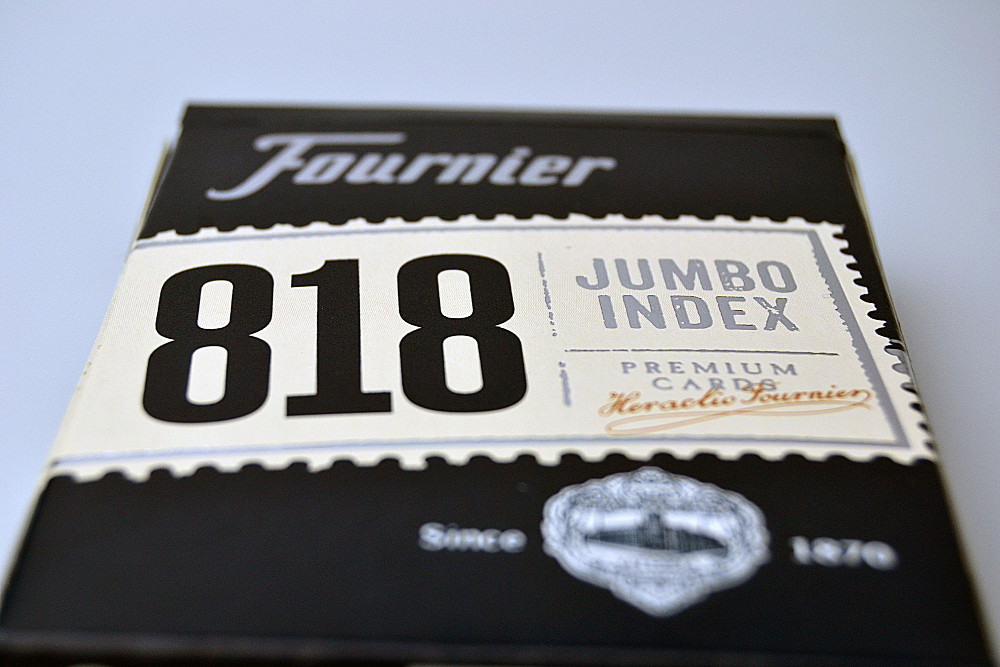 Fournier
818
JUMBO
INDEX
PREMIUM
CARDS
Heraclio Fournier
Since 1870